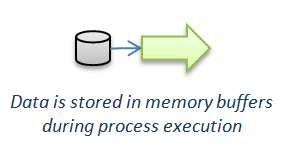 Data is stored in memory buffers
during process execution